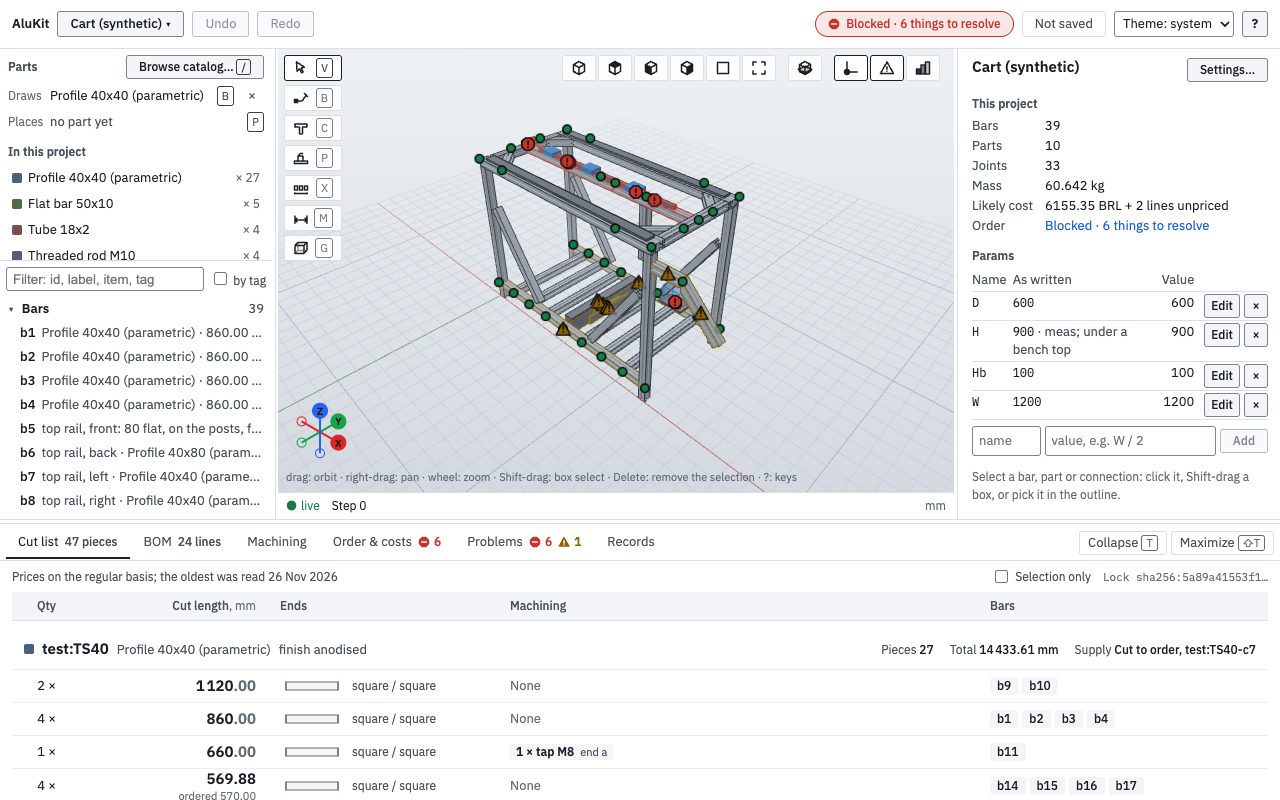 AluKit Cart (synthetic) ▾ Undo Redo Blocked · 6 things to resolve Not saved Theme: system ?
Parts Browse catalog... /
Draws Profile 40x40 (parametric) B ×
Places no part yet P
In this project
Profile 40x40 (parametric) × 27
Flat bar 50x10 × 5
Tube 18x2 × 4
Threaded rod M10 × 4
Filter: id, label, item, tag by tag
▾ Bars 39
b1 Profile 40x40 (parametric) · 860.00 ...
b2 Profile 40x40 (parametric) · 860.00 ...
b3 Profile 40x40 (parametric) · 860.00 ...
b4 Profile 40x40 (parametric) · 860.00 ...
b5 top rail, front: 80 flat, on the posts, f...
b6 top rail, back · Profile 40x80 (param...
b7 top rail, left · Profile 40x40 (parame...
b8 top rail, right · Profile 40x40 (param...
V
B
C
P
X
M
G
Z
Y
X
drag: orbit · right-drag: pan · wheel: zoom · Shift-drag: box select · Delete: remove the selection · ?: keys
live Step 0 mm
Cart (synthetic) Settings...
This project
Bars 39
Parts 10
Joints 33
Mass 60.642 kg
Likely cost 6155.35 BRL + 2 lines unpriced
Order Blocked · 6 things to resolve
Params
Name As written Value
D 600 600 Edit ×
H 900 · meas; under a bench top 900 Edit ×
Hb 100 100 Edit ×
W 1200 1200 Edit ×
name value, e.g. W / 2 Add
Select a bar, part or connection: click it, Shift-drag a
box, or pick it in the outline.
Cut list 47 pieces BOM 24 lines Machining Order & costs 6 Problems 6 1 Records Collapse T Maximize ⇧T
Prices on the regular basis; the oldest was read 26 Nov 2026 Selection only Lock sha256:5a89a41553f1…
Qty Cut length, mm Ends Machining Bars
test:TS40 Profile 40x40 (parametric) finish anodised Pieces 27 Total 14 433.61 mm Supply Cut to order, test:TS40-c7
2 × 1 120.00 square / square None b9 b10
4 × 860.00 square / square None b1 b2 b3 b4
1 × 660.00 square / square 1 × tap M8 end a b11
4 × 569.88 square / square None b14 b15 b16 b17
ordered 570.00